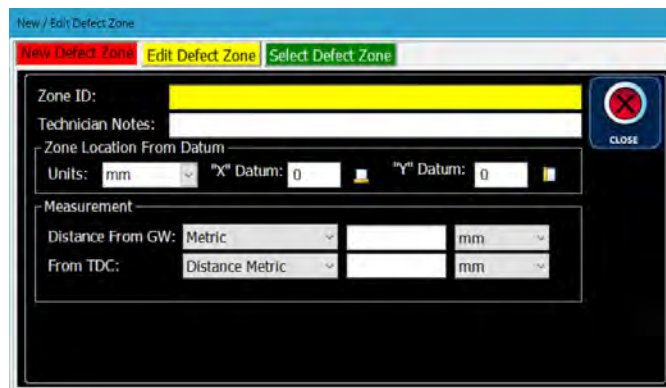 New / Edit Defect Zone
New Defect Zone Edit Defect Zone Select Defect Zone
Zone ID:
Technician Notes:
CLOSE
Zone Location From Datum
Units: mm "X" Datum: 0 "Y" Datum: 0
Measurement
Distance From GW: Metric mm
From TDC: Distance Metric mm